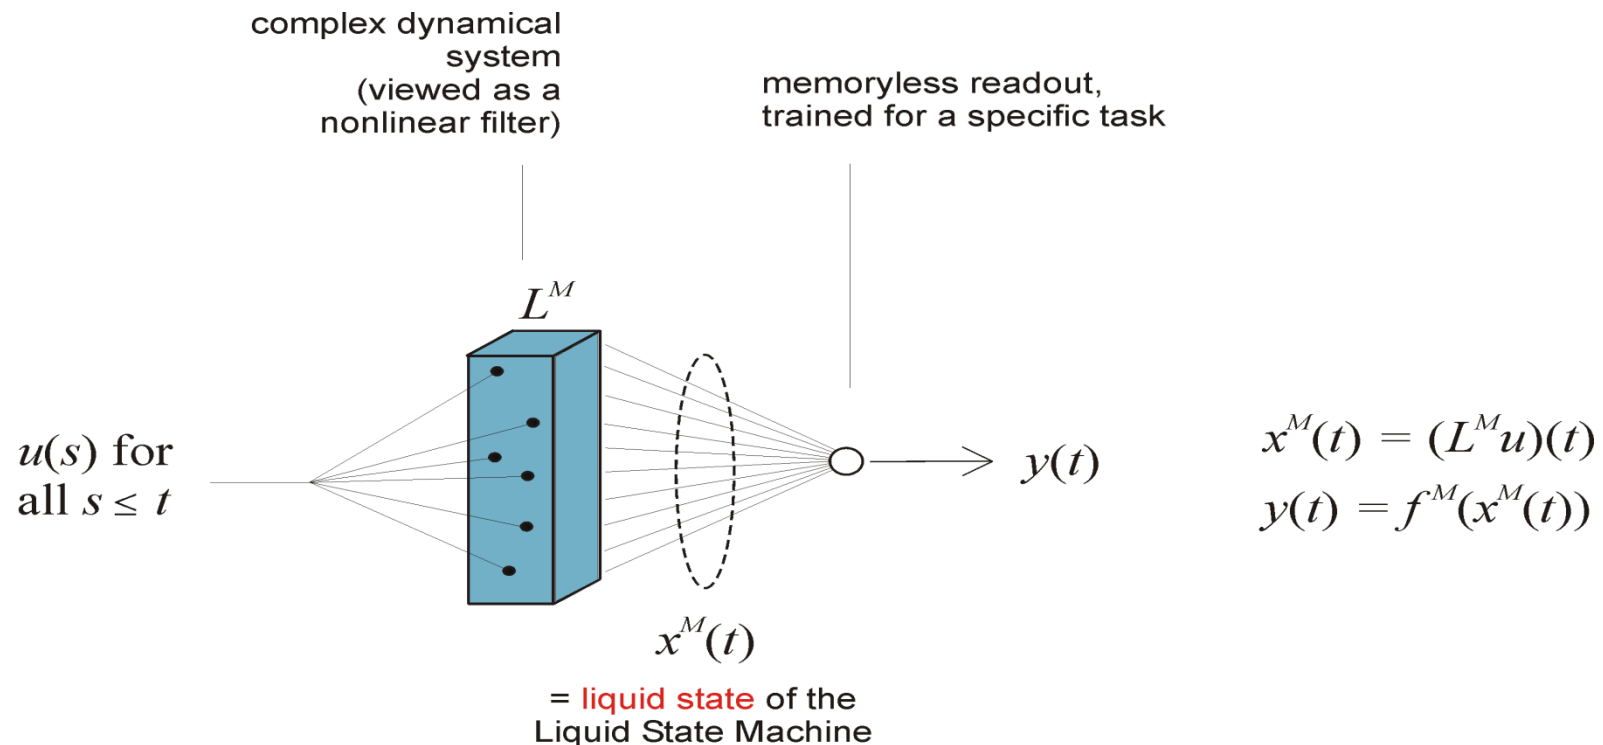 complex dynamical
system
(viewed as a
nonlinear filter)
memoryless readout,
trained for a specific task
L^M
u(s) for
all s ≤ t
y(t)
x^M(t) = (L^M u)(t)
y(t) = f^M(x^M(t))
x^M(t)
= liquid state of the
Liquid State Machine